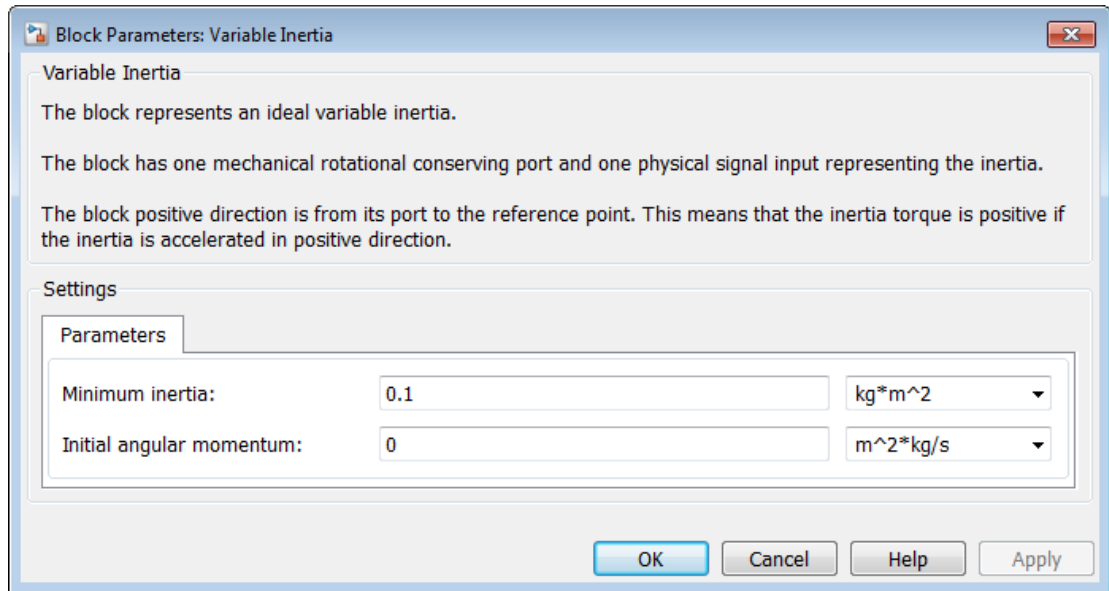 Block Parameters: Variable Inertia
Variable Inertia
The block represents an ideal variable inertia.
The block has one mechanical rotational conserving port and one physical signal input representing the inertia.
The block positive direction is from its port to the reference point. This means that the inertia torque is positive if
the inertia is accelerated in positive direction.
Settings
Parameters
Minimum inertia: 0.1 kg*m^2
Initial angular momentum: 0 m^2*kg/s
OK Cancel Help Apply